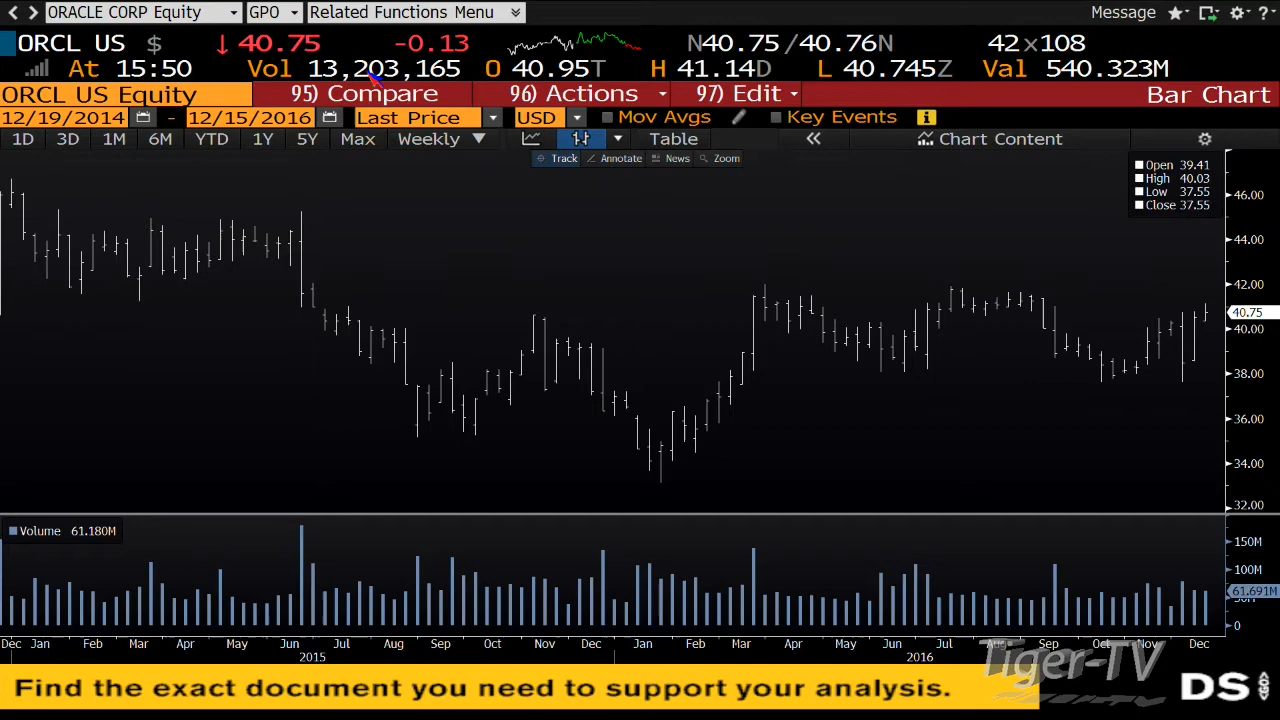 ORACLE CORP Equity GPO Related Functions Menu Message
ORCL US $ ↓40.75 -0.13 N40.75 /40.76N 42x108
At 15:50 Vol 13,203,165 O 40.95T H 41.14D L 40.745Z Val 540.323M
ORCL US Equity 95) Compare 96) Actions 97) Edit Bar Chart
12/19/2014 - 12/15/2016 Last Price USD Mov Avgs Key Events
1D 3D 1M 6M YTD 1Y 5Y Max Weekly Table Chart Content
Track Annotate News Zoom
Open 39.41
High 40.03
Low 37.55
Close 37.55
46.00
44.00
42.00
40.75
40.00
38.00
36.00
34.00
32.00
Volume 61.180M
150M
100M
61.691M
0
Dec Jan Feb Mar Apr May Jun Jul Aug Sep Oct Nov Dec Jan Feb Mar Apr May Jun Jul Aug Sep Oct Nov Dec
2015 2016
Tiger-TV
Find the exact document you need to support your analysis.
DS<GO>